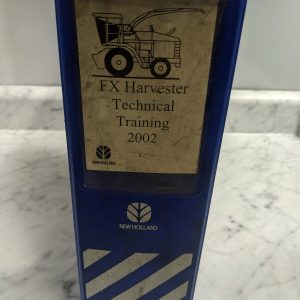 FX Harvester
Technical
Training
2002
NEW HOLLAND
NEW HOLLAND